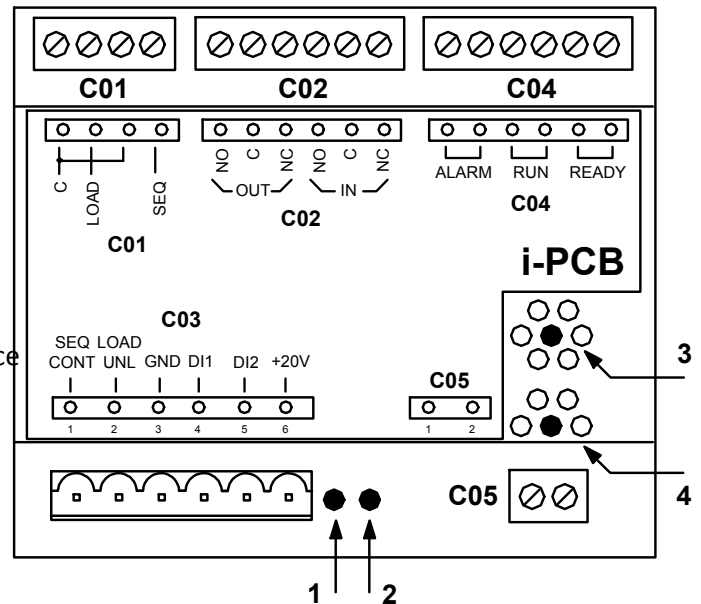 C01 C02 C04
NO C NC NO C NC
ALARM RUN READY
C LOAD SEQ
OUT IN
C01 C02 C04
i-PCB
C03
SEQ LOAD
CONT UNL GND DI1 DI2 +20V
ce
3
C05
1 2 3 4 5 6
1 2
C05
4
1 2